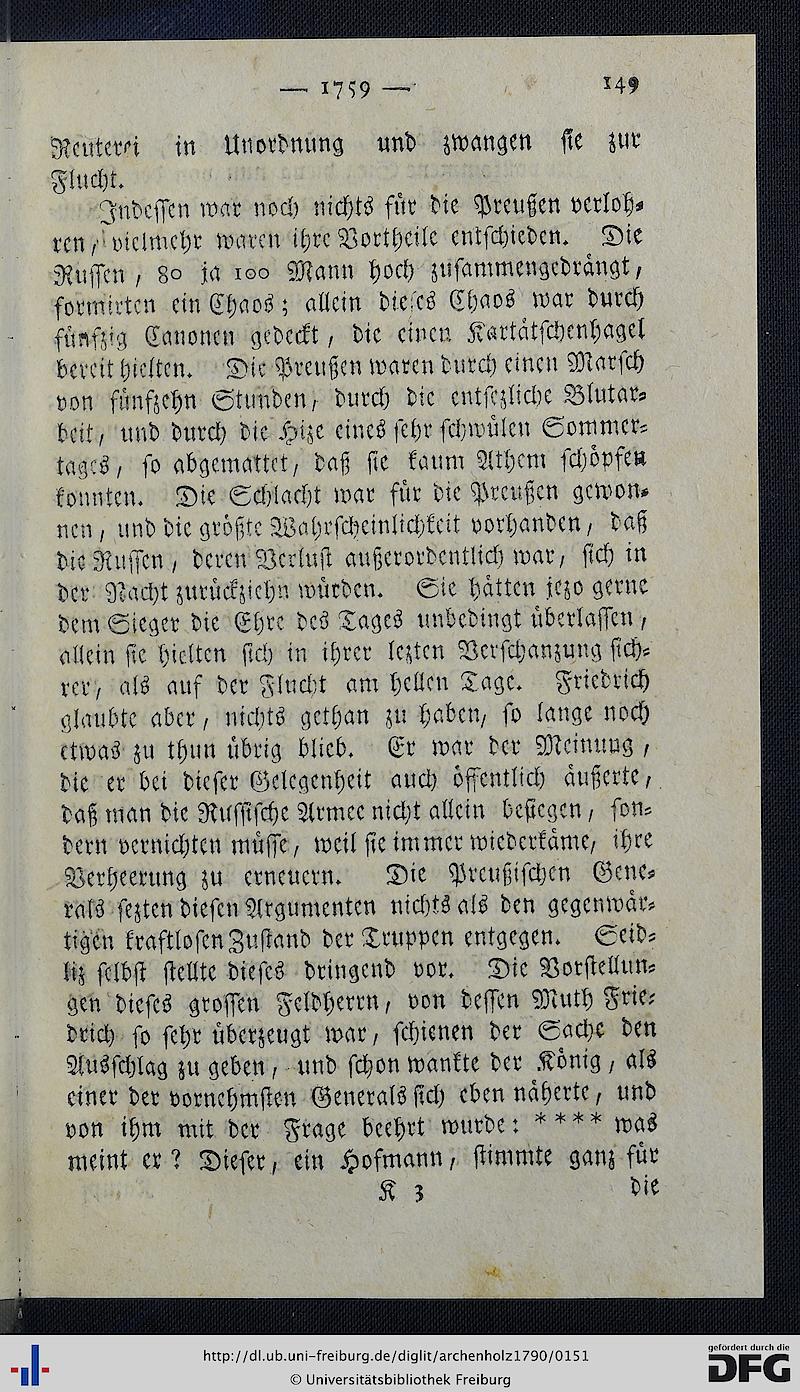 — 1759 — 149
Reuterei in Unordnung und zwangen sie zur
Flucht.
Indessen war noch nichts für die Preußen verloh-
ren, vielmehr waren ihre Vortheile entschieden. Die
Russen, 80 ja 100 Mann hoch zusammengedrängt,
formirten ein Chaos; allein dieses Chaos war durch
fünfzig Canonen gedeckt, die einen Kartätschenhagel
bereit hielten. Die Preußen waren durch einen Marsch
von fünfzehn Stunden, durch die entsezliche Blutar-
beit, und durch die Hize eines sehr schwülen Sommer-
tages, so abgemattet, daß sie kaum Athem schöpfen
konnten. Die Schlacht war für die Preußen gewon-
nen, und die größte Wahrscheinlichkeit vorhanden, daß
die Russen, deren Verlust außerordentlich war, sich in
der Nacht zurückziehn würden. Sie hätten jezo gerne
dem Sieger die Ehre des Tages unbedingt überlassen,
allein sie hielten sich in ihrer lezten Verschanzung sich-
rer, als auf der Flucht am hellen Tage. Friedrich
glaubte aber, nichts gethan zu haben, so lange noch
etwas zu thun übrig blieb. Er war der Meinung,
die er bei dieser Gelegenheit auch öffentlich äußerte,
daß man die Russische Armee nicht allein besiegen, son-
dern vernichten müsse, weil sie immer wiederkäme, ihre
Verheerung zu erneuern. Die Preußischen Gene-
rals sezten diesen Argumenten nichts als den gegenwär-
tigen kraftlosen Zustand der Truppen entgegen. Seid-
liz selbst stellte dieses dringend vor. Die Vorstellun-
gen dieses grossen Feldherrn, von dessen Muth Frie-
drich so sehr überzeugt war, schienen der Sache den
Ausschlag zu geben, und schon wankte der König, als
einer der vornehmsten Generals sich eben näherte, und
von ihm mit der Frage beehrt wurde: **** was
meint er? Dieser, ein Hofmann, stimmte ganz für
K 3 die
http://dl.ub.uni-freiburg.de/diglit/archenholz1790/0151
© Universitätsbibliothek Freiburg
gefördert durch die
DFG